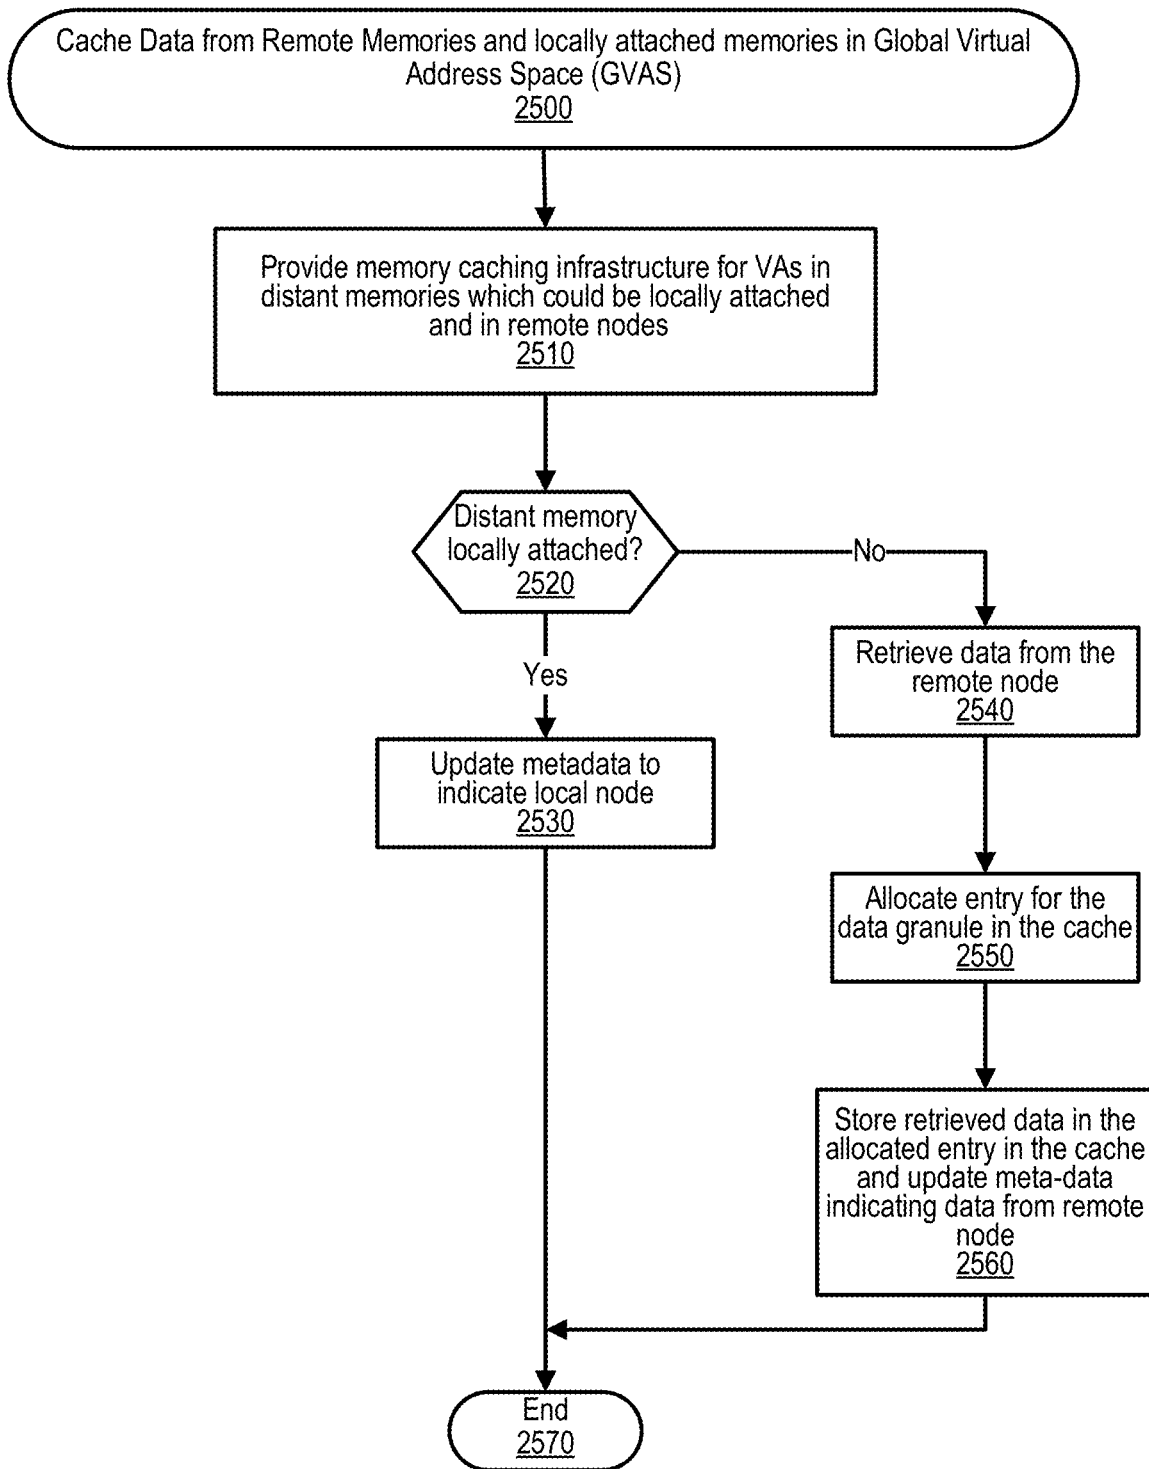 Cache Data from Remote Memories and locally attached memories in Global Virtual
Address Space (GVAS)
2500
Provide memory caching infrastructure for VAs in
distant memories which could be locally attached
and in remote nodes
2510
Distant memory
locally attached?
2520
No
Yes
Retrieve data from the
remote node
2540
Update metadata to
indicate local node
2530
Allocate entry for the
data granule in the cache
2550
Store retrieved data in the
allocated entry in the cache
and update meta-data
indicating data from remote
node
2560
End
2570